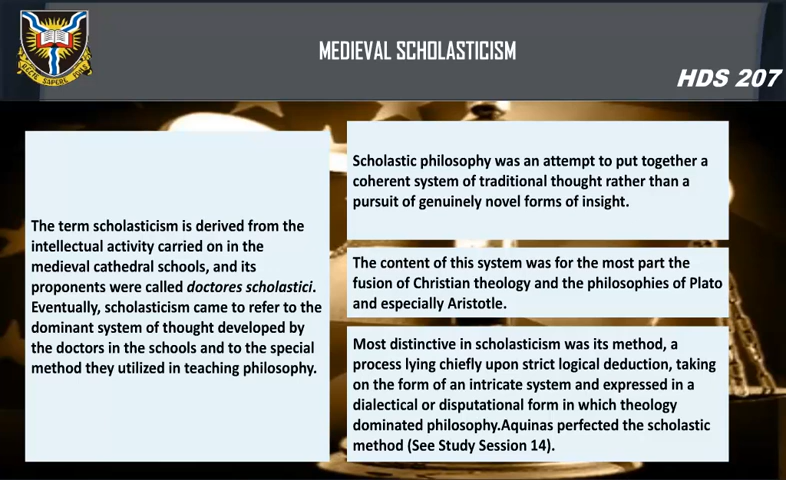 MEDIEVAL SCHOLASTICISM
HDS 207
RECTE SAPERE FONS
The term scholasticism is derived from the
intellectual activity carried on in the
medieval cathedral schools, and its
proponents were called doctores scholastici.
Eventually, scholasticism came to refer to the
dominant system of thought developed by
the doctors in the schools and to the special
method they utilized in teaching philosophy.
Scholastic philosophy was an attempt to put together a
coherent system of traditional thought rather than a
pursuit of genuinely novel forms of insight.
The content of this system was for the most part the
fusion of Christian theology and the philosophies of Plato
and especially Aristotle.
Most distinctive in scholasticism was its method, a
process lying chiefly upon strict logical deduction, taking
on the form of an intricate system and expressed in a
dialectical or disputational form in which theology
dominated philosophy.Aquinas perfected the scholastic
method (See Study Session 14).